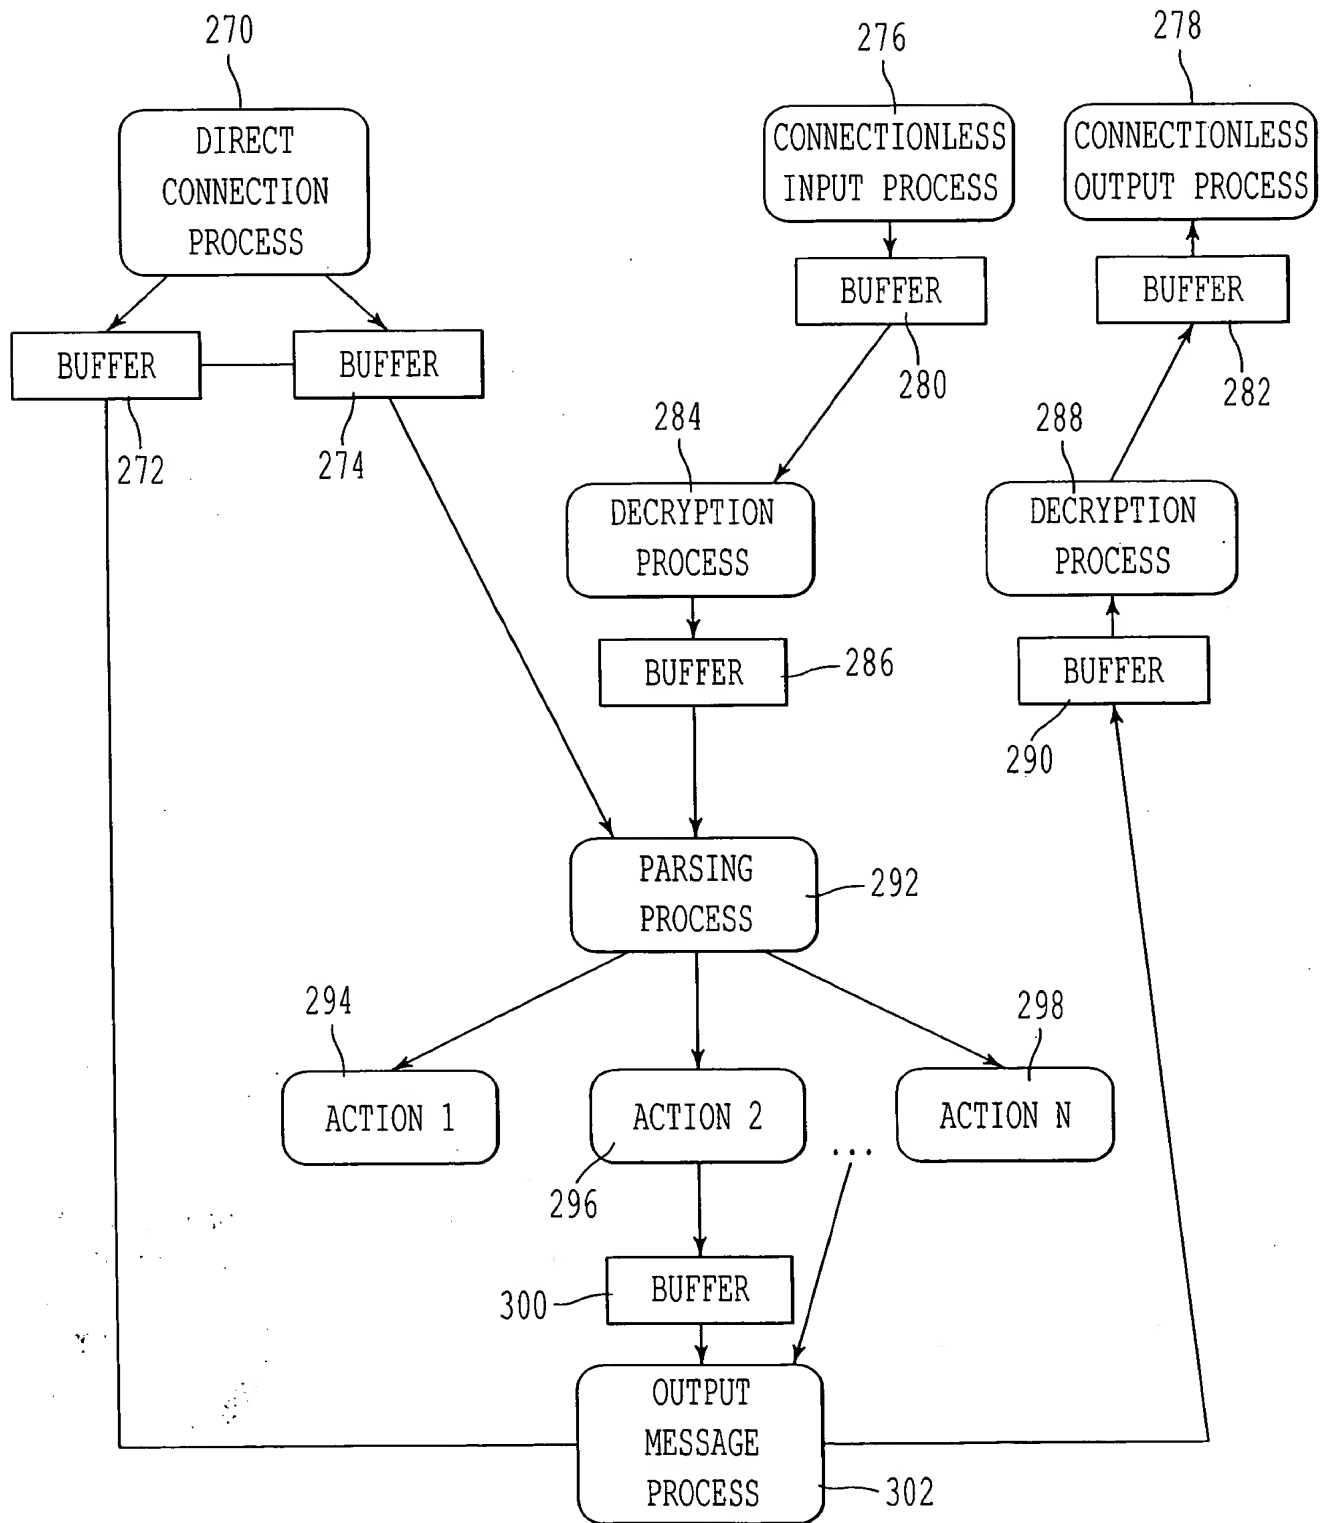 270
276
278
DIRECT
CONNECTION
PROCESS
CONNECTIONLESS
INPUT PROCESS
CONNECTIONLESS
OUTPUT PROCESS
BUFFER
BUFFER
BUFFER
BUFFER
272
274
280
282
284
288
DECRYPTION
PROCESS
DECRYPTION
PROCESS
BUFFER
286
BUFFER
290
PARSING
PROCESS
292
294
298
ACTION 1
ACTION 2
...
ACTION N
296
BUFFER
300
OUTPUT
MESSAGE
PROCESS
302